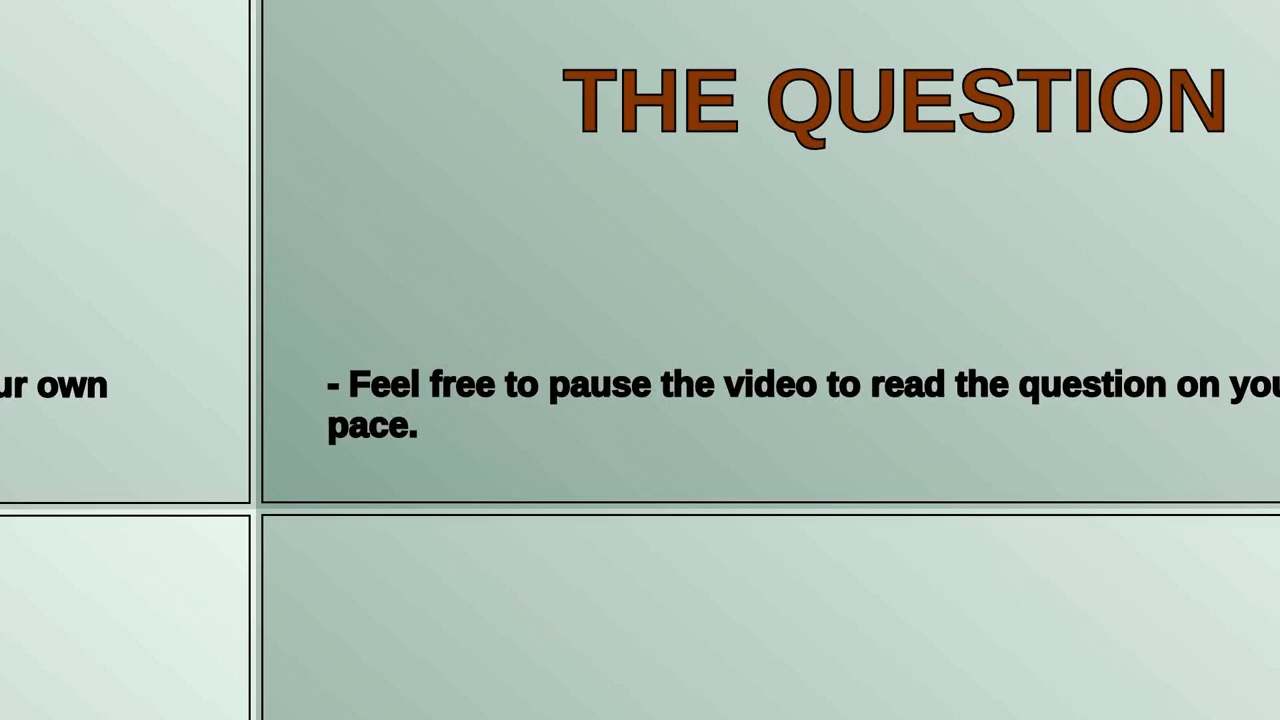 THE QUESTION
ur own
- Feel free to pause the video to read the question on you
pace.